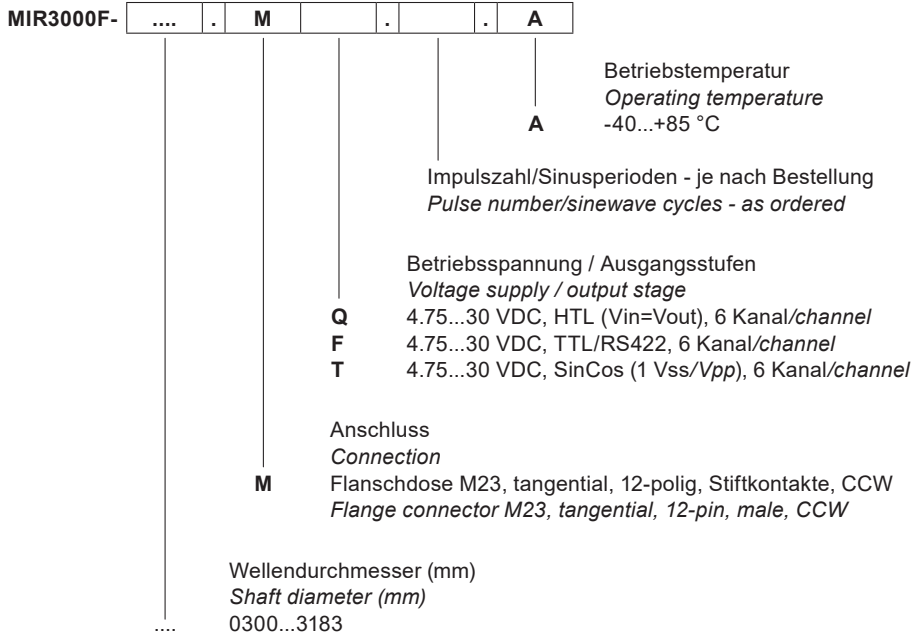 MIR3000F- .... . M . . A
Betriebstemperatur
Operating temperature
A -40...+85 °C
Impulszahl/Sinusperioden - je nach Bestellung
Pulse number/sinewave cycles - as ordered
Betriebsspannung / Ausgangsstufen
Voltage supply / output stage
Q 4.75...30 VDC, HTL (Vin=Vout), 6 Kanal/channel
F 4.75...30 VDC, TTL/RS422, 6 Kanal/channel
T 4.75...30 VDC, SinCos (1 Vss/Vpp), 6 Kanal/channel
Anschluss
Connection
M Flanschdose M23, tangential, 12-polig, Stiftkontakte, CCW
Flange connector M23, tangential, 12-pin, male, CCW
Wellendurchmesser (mm)
Shaft diameter (mm)
.... 0300...3183